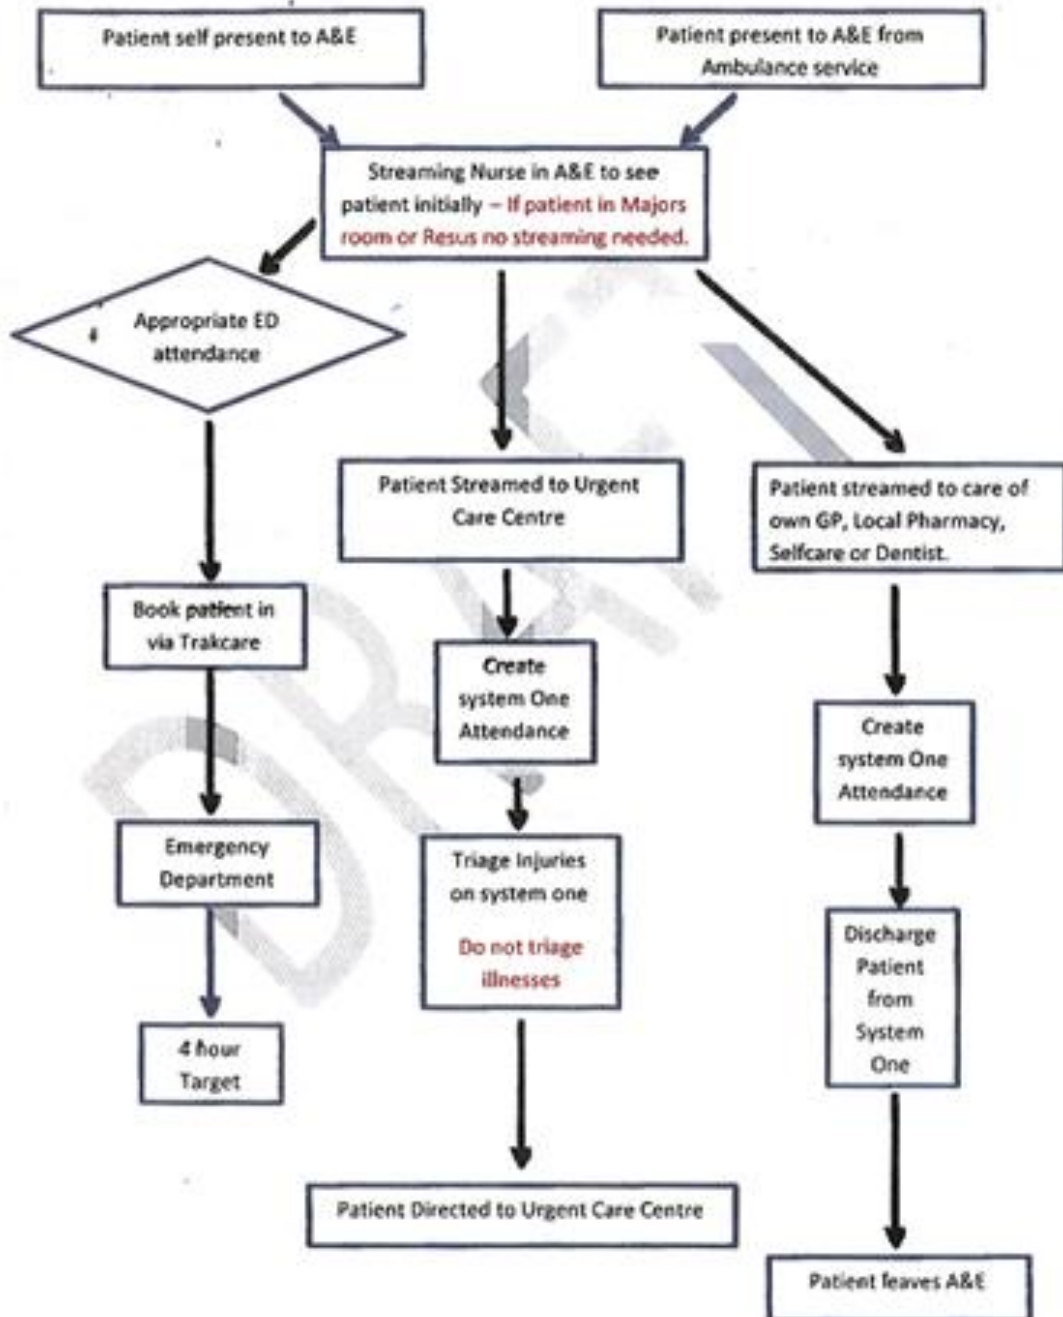 Patient self present to A&E
Patient present to A&E from
Ambulance service
Streaming Nurse in A&E to see
patient initially – If patient in Majors
room or Resus no streaming needed.
Appropriate ED
attendance
Patient Streamed to Urgent
Care Centre
Patient streamed to care of
own GP, Local Pharmacy,
Selfcare or Dentist.
Book patient in
via Trakcare
Create
system One
Attendance
Create
system One
Attendance
Emergency
Department
Triage Injuries
on system one
Do not triage
illnesses
Discharge
Patient
from
System
One
4 hour
Target
Patient Directed to Urgent Care Centre
Patient leaves A&E
DRAFT